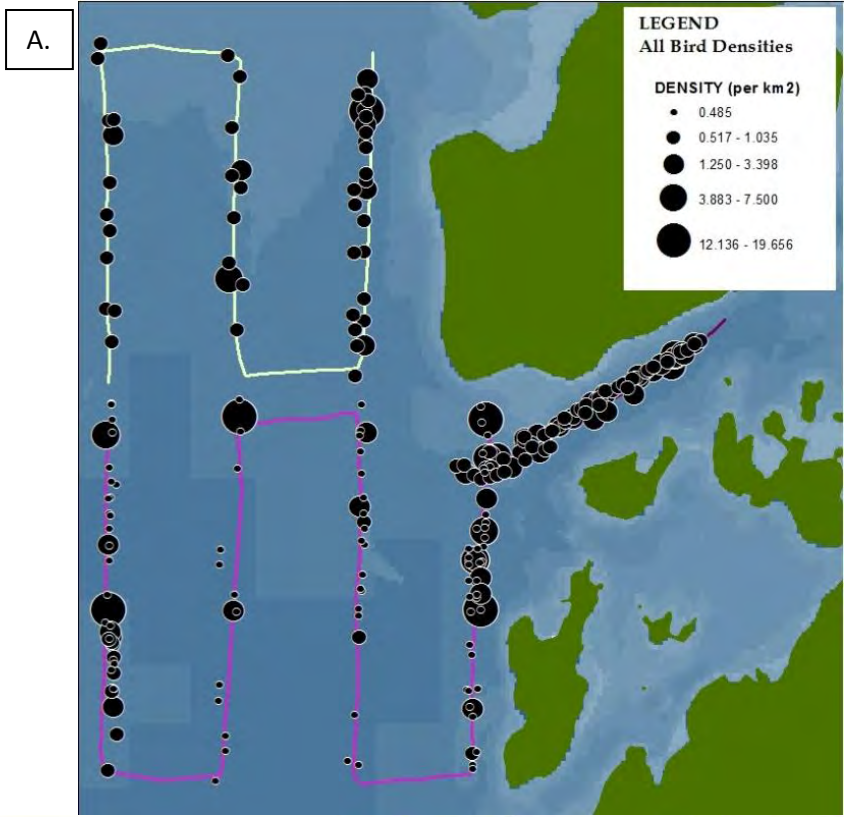 A.
LEGEND
All Bird Densities
DENSITY (per km2)
0.485
0.517 - 1.035
1.250 - 3.398
3.883 - 7.500
12.136 - 19.656